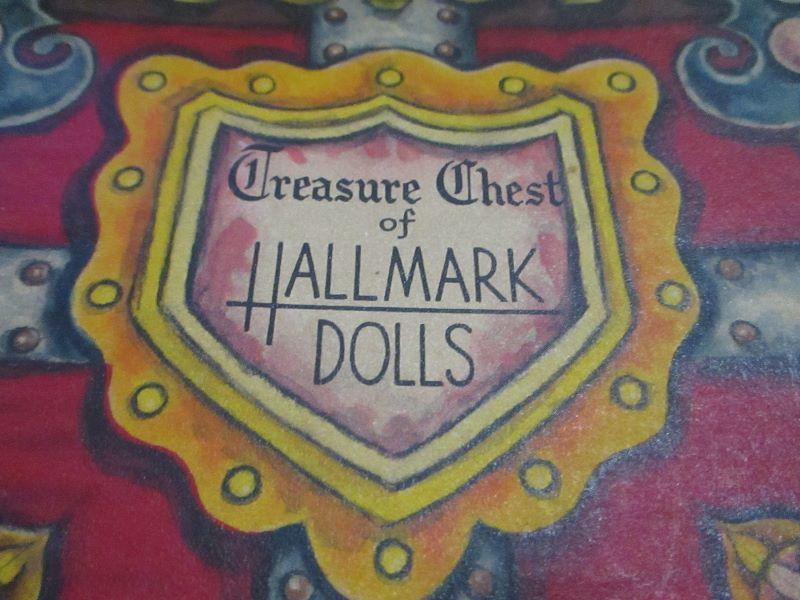 Treasure Chest
of
HALLMARK
DOLLS